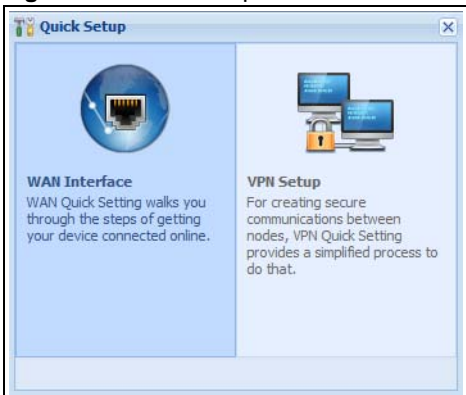 Quick Setup
WAN Interface
WAN Quick Setting walks you
through the steps of getting
your device connected online.
VPN Setup
For creating secure
communications between
nodes, VPN Quick Setting
provides a simplified process to
do that.